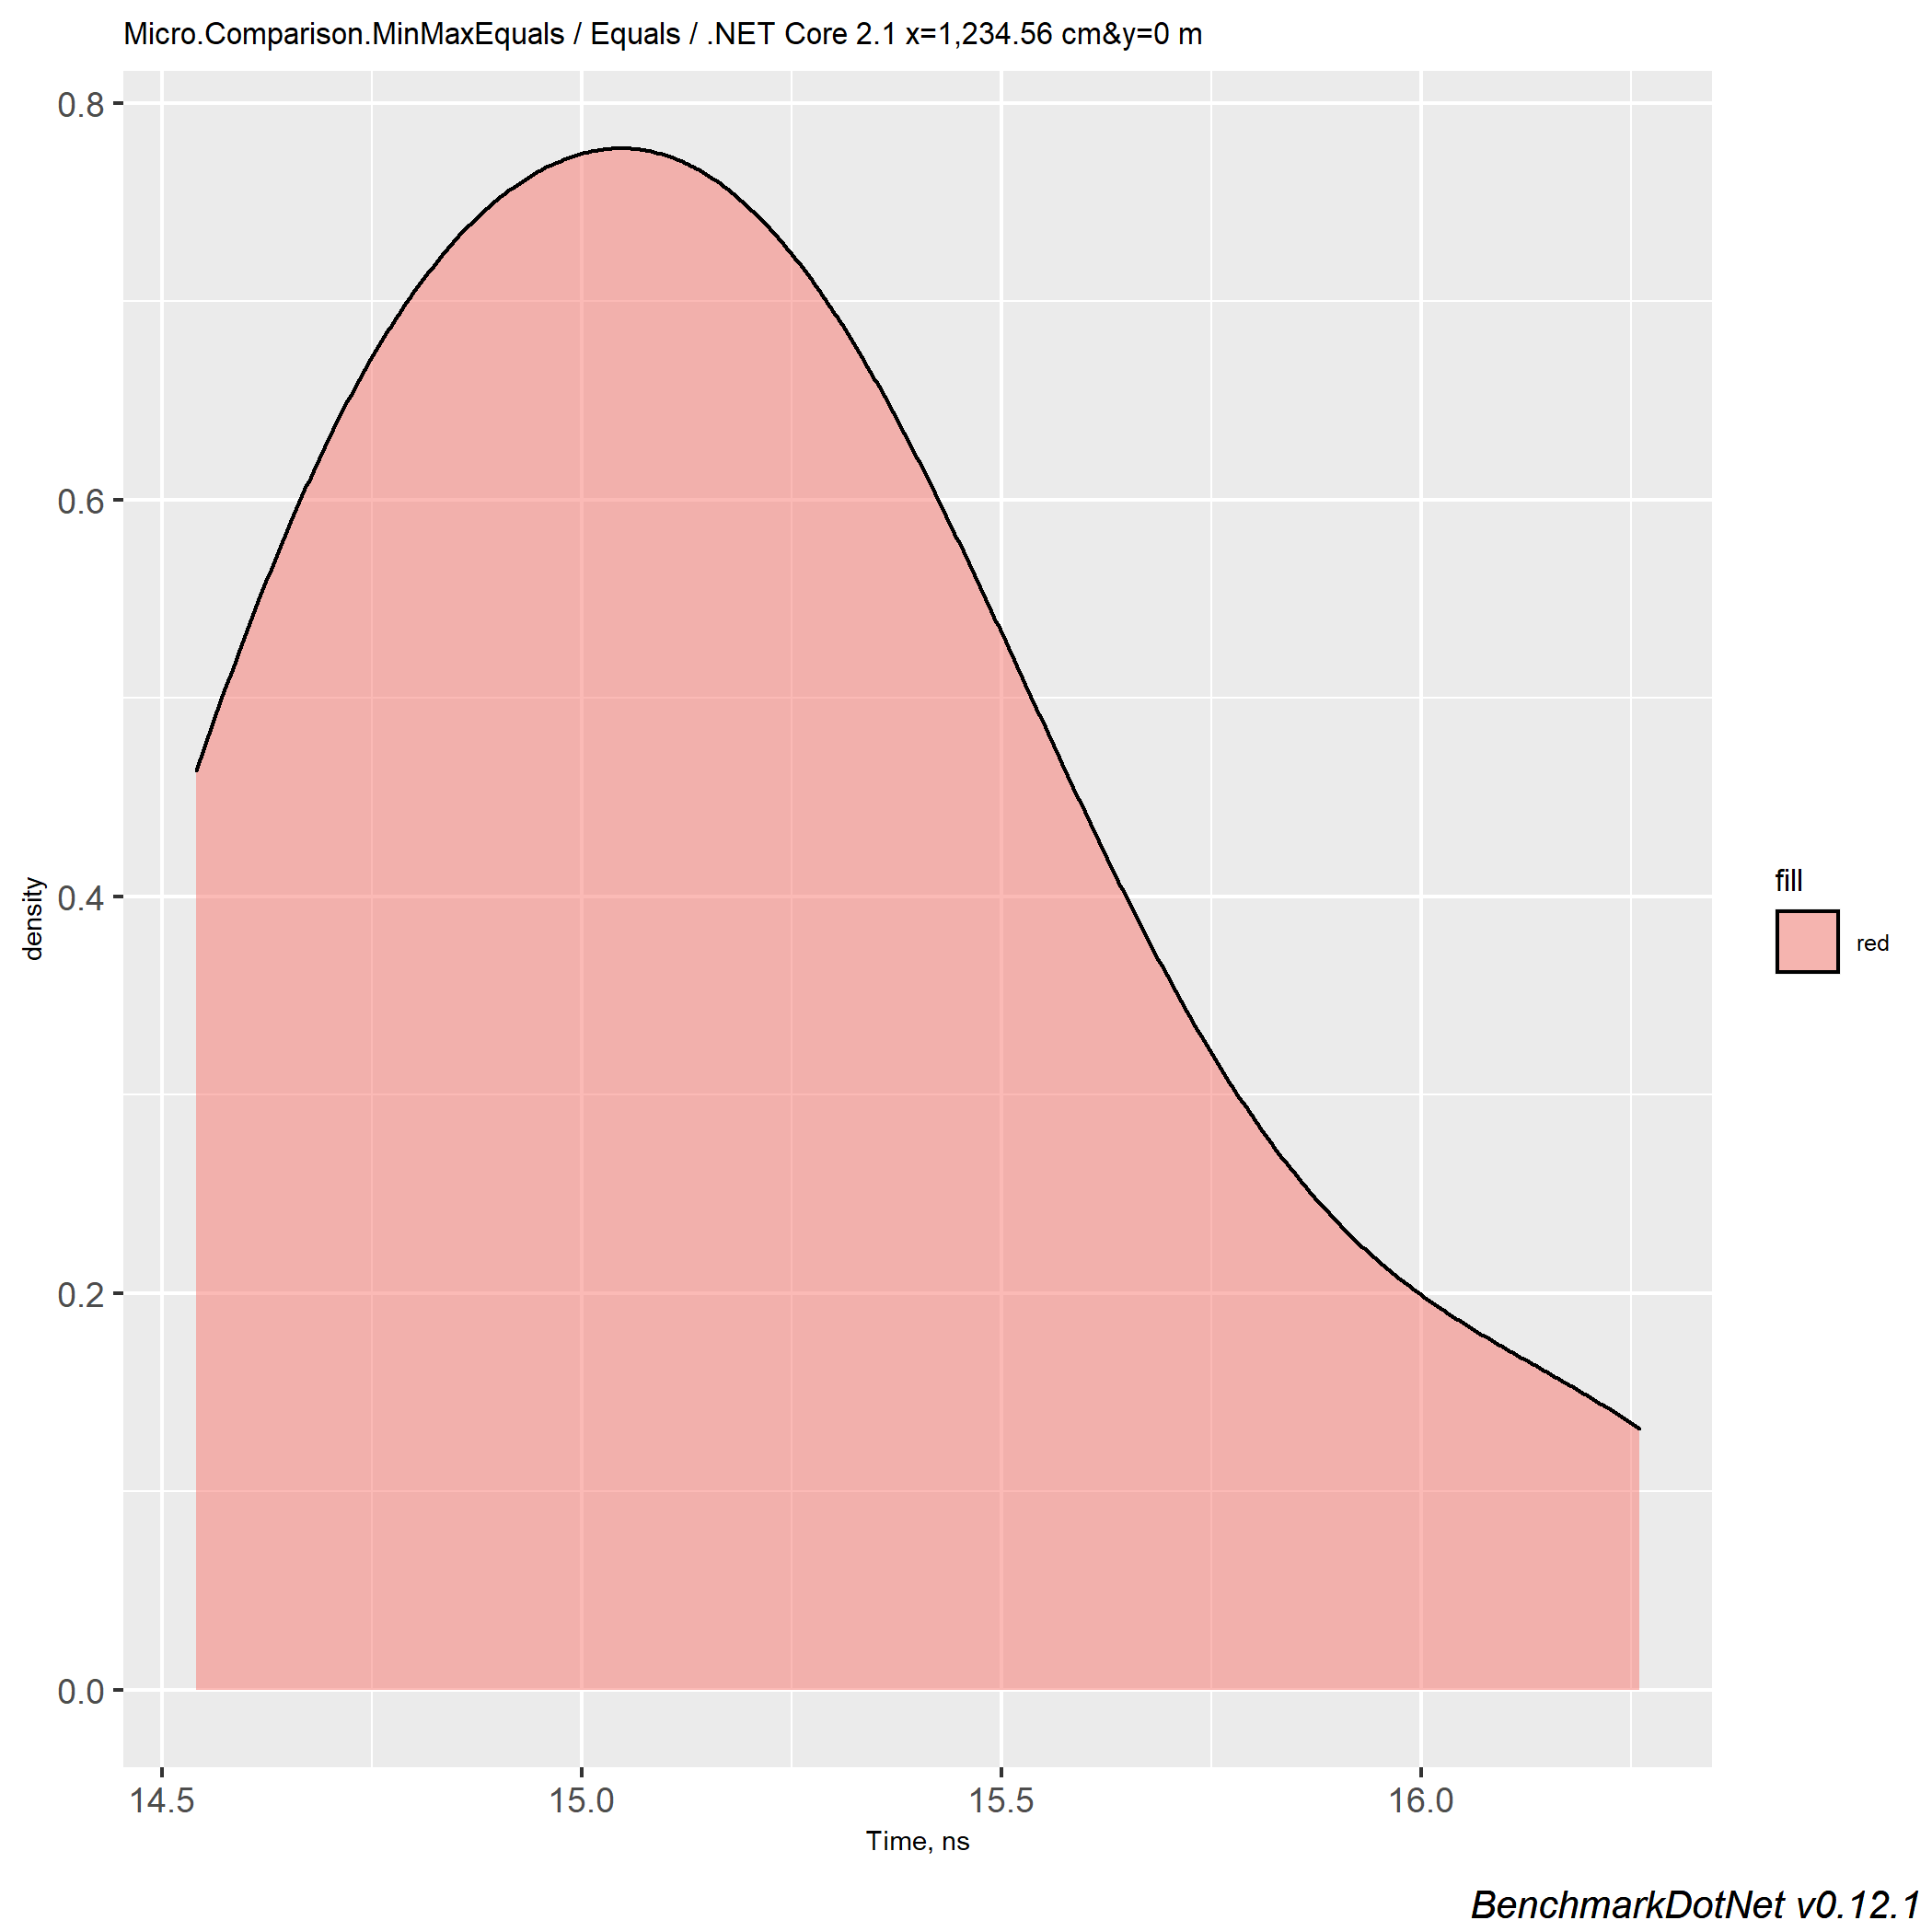 Micro.Comparison.MinMaxEquals / Equals / .NET Core 2.1 x=1,234.56 cm&y=0 m
0.8
0.6
0.4
0.2
0.0
density
14.5 15.0 15.5 16.0
Time, ns
fill
red
BenchmarkDotNet v0.12.1